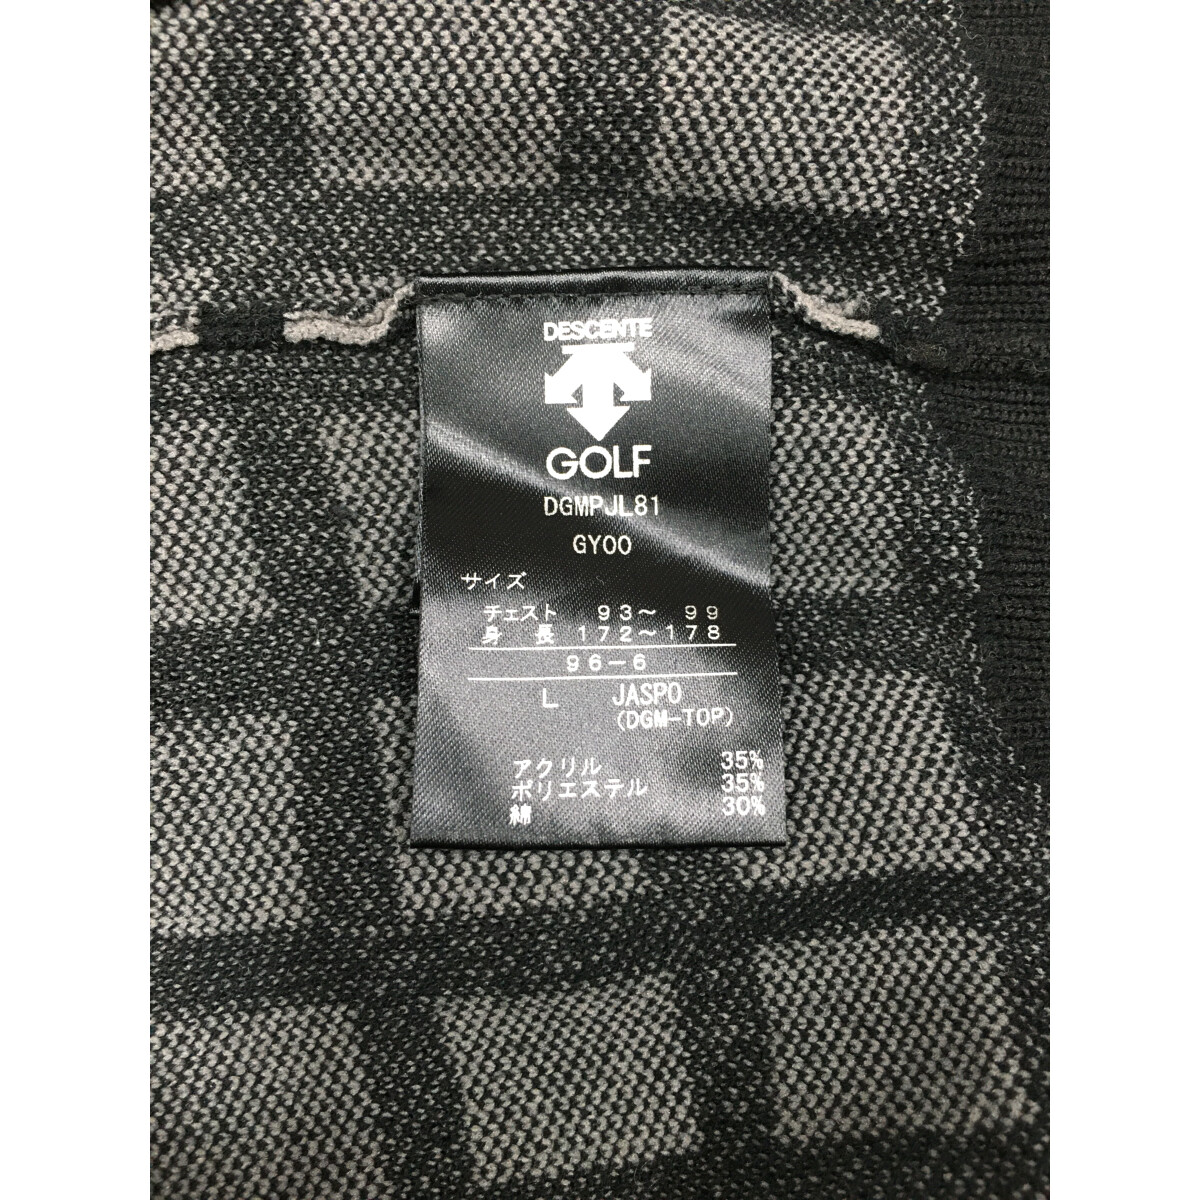 DESCENTE
GOLF
DGMPJL81
GY00
サイズ
チェスト 93〜 99
身 長 172〜178
96-6
L JASPO
(DGM-TOP)
アクリル 35%
ポリエステル 35%
綿 30%